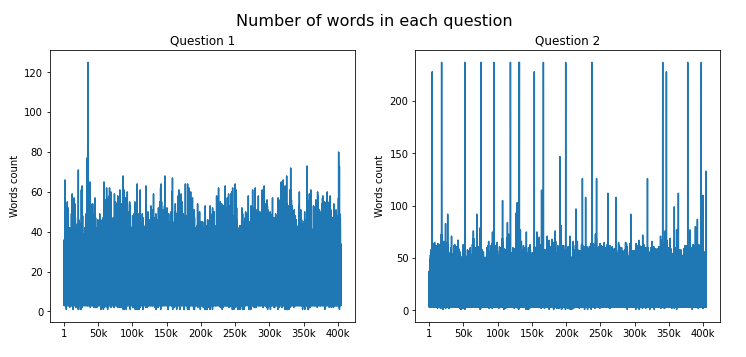 Number of words in each question
Question 1
Words count
120
100
80
60
40
20
0
1 50k 100k 150k 200k 250k 300k 350k 400k
Question 2
Words count
200
150
100
50
0
1 50k 100k 150k 200k 250k 300k 350k 400k